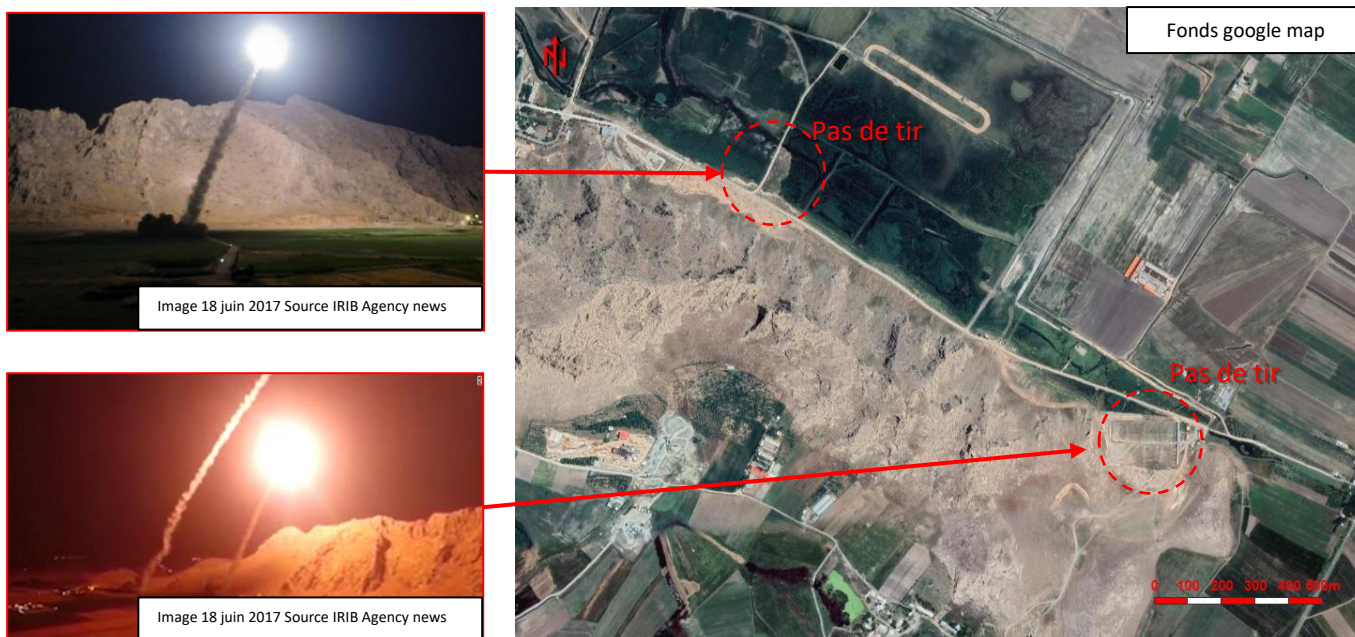 Fonds google map
Pas de tir
Image 18 juin 2017 Source IRIB Agency news
Pas de tir
Image 18 juin 2017 Source IRIB Agency news
0 100 200 300 400 500m